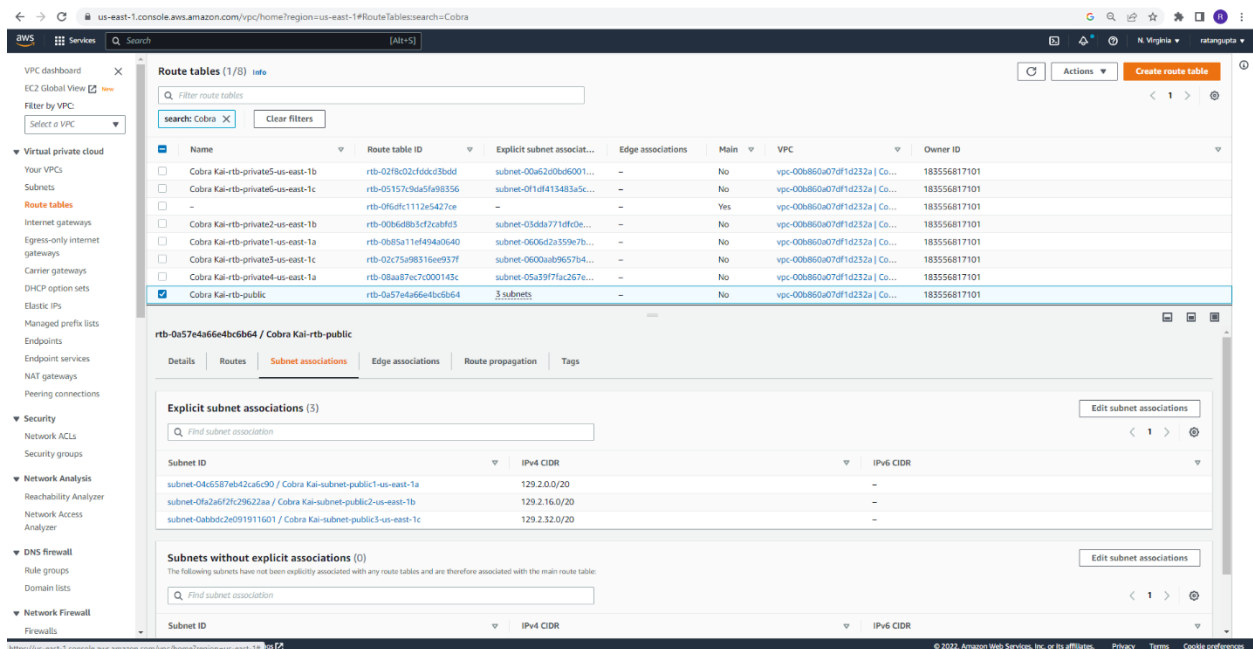 us-east-1.console.aws.amazon.com/vpc/home?region=us-east-1#RouteTables:search=Cobra
R
aws Services Search [Alt+S] N. Virginia ratangupta
VPC dashboard
EC2 Global View New
Filter by VPC:
Select a VPC
Virtual private cloud
Your VPCs
Subnets
Route tables
Internet gateways
Egress-only internet
gateways
Carrier gateways
DHCP option sets
Elastic IPs
Managed prefix lists
Endpoints
Endpoint services
NAT gateways
Peering connections
Security
Network ACLs
Security groups
Network Analysis
Reachability Analyzer
Network Access
Analyzer
DNS firewall
Rule groups
Domain lists
Network Firewall
Firewalls
Route tables (1/8) Info Actions Create route table
Filter route tables 1
search: Cobra Clear filters
Name Route table ID Explicit subnet associat... Edge associations Main VPC Owner ID
Cobra Kai-rtb-private5-us-east-1b rtb-02f8c02cfddcd3bdd subnet-00a62d0bd6001... – No vpc-00b860a07df1d232a | Co... 183556817101
Cobra Kai-rtb-private6-us-east-1c rtb-05157c9da5fa98356 subnet-0f1df413483a5c... – No vpc-00b860a07df1d232a | Co... 183556817101
– rtb-0f6dfc1112e5427ce – – Yes vpc-00b860a07df1d232a | Co... 183556817101
Cobra Kai-rtb-private2-us-east-1b rtb-00b6d8b3cf2cabfd3 subnet-03dda771dfc0e... – No vpc-00b860a07df1d232a | Co... 183556817101
Cobra Kai-rtb-private1-us-east-1a rtb-0b85a11ef494a0640 subnet-0606d2a359e7b... – No vpc-00b860a07df1d232a | Co... 183556817101
Cobra Kai-rtb-private3-us-east-1c rtb-02c75a98316ee937f subnet-0600aab9657b4... – No vpc-00b860a07df1d232a | Co... 183556817101
Cobra Kai-rtb-private4-us-east-1a rtb-08aa87ec7c000143c subnet-05a39f7fac267e... – No vpc-00b860a07df1d232a | Co... 183556817101
Cobra Kai-rtb-public rtb-0a57e4a66e4bc6b64 3 subnets – No vpc-00b860a07df1d232a | Co... 183556817101
rtb-0a57e4a66e4bc6b64 / Cobra Kai-rtb-public
Details Routes Subnet associations Edge associations Route propagation Tags
Explicit subnet associations (3) Edit subnet associations
Find subnet association 1
Subnet ID IPv4 CIDR IPv6 CIDR
subnet-04c6587eb42ca6c90 / Cobra Kai-subnet-public1-us-east-1a 129.2.0.0/20 –
subnet-0fa2a6f2fc29622aa / Cobra Kai-subnet-public2-us-east-1b 129.2.16.0/20 –
subnet-0abbdc2e091911601 / Cobra Kai-subnet-public3-us-east-1c 129.2.32.0/20 –
Subnets without explicit associations (0) Edit subnet associations
The following subnets have not been explicitly associated with any route tables and are therefore associated with the main route table:
Find subnet association 1
Subnet ID IPv4 CIDR IPv6 CIDR
© 2022, Amazon Web Services, Inc. or its affiliates. Privacy Terms Cookie preferences